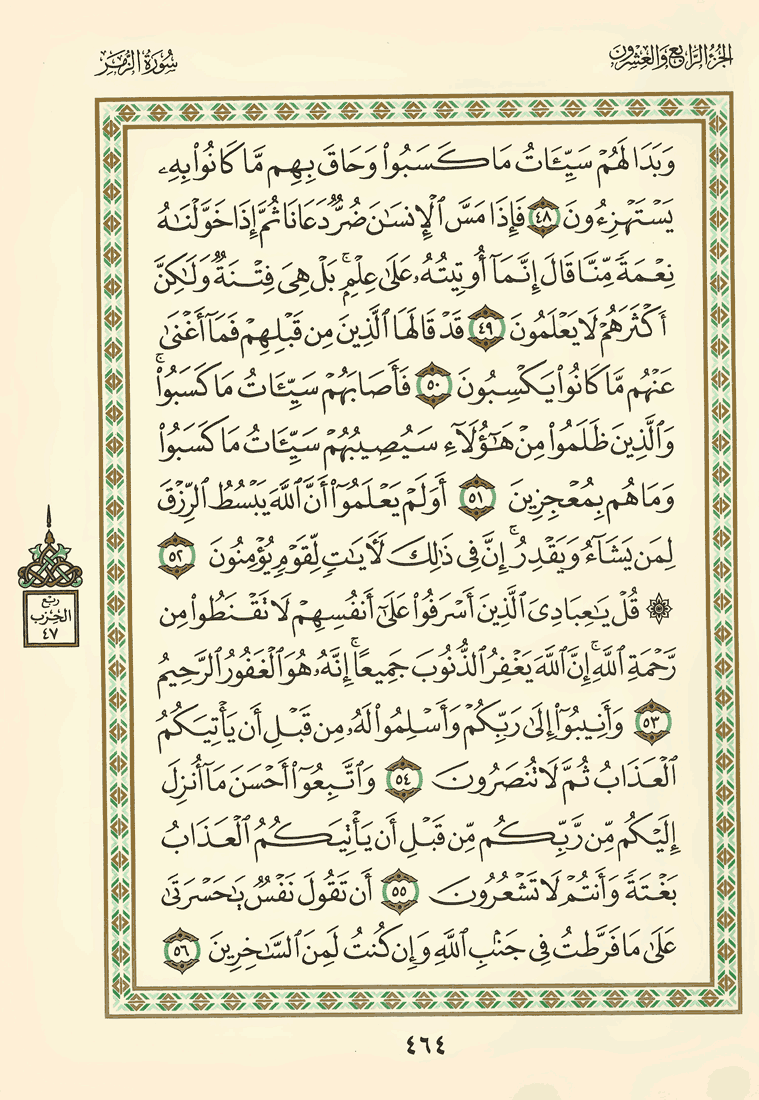 الجزء الرابع والعشرون
سورة الزمر
وَبَدَا لَهُمْ سَيِّـَٔاتُ مَا كَسَبُوا۟ وَحَاقَ بِهِم مَّا كَانُوا۟ بِهِۦ
يَسْتَهْزِءُونَ ٤٨ فَإِذَا مَسَّ ٱلْإِنسَـٰنَ ضُرٌّ دَعَانَا ثُمَّ إِذَا خَوَّلْنَـٰهُ
نِعْمَةً مِّنَّا قَالَ إِنَّمَآ أُوتِيتُهُۥ عَلَىٰ عِلْمٍۭ ۚ بَلْ هِىَ فِتْنَةٌ وَلَـٰكِنَّ
أَكْثَرَهُمْ لَا يَعْلَمُونَ ٤٩ قَدْ قَالَهَا ٱلَّذِينَ مِن قَبْلِهِمْ فَمَآ أَغْنَىٰ
عَنْهُم مَّا كَانُوا۟ يَكْسِبُونَ ٥٠ فَأَصَابَهُمْ سَيِّـَٔاتُ مَا كَسَبُوا۟ ۚ
وَٱلَّذِينَ ظَلَمُوا۟ مِنْ هَـٰٓؤُلَآءِ سَيُصِيبُهُمْ سَيِّـَٔاتُ مَا كَسَبُوا۟
وَمَا هُم بِمُعْجِزِينَ ٥١ أَوَلَمْ يَعْلَمُوٓا۟ أَنَّ ٱللَّهَ يَبْسُطُ ٱلرِّزْقَ
لِمَن يَشَآءُ وَيَقْدِرُ ۚ إِنَّ فِى ذَٰلِكَ لَـَٔايَـٰتٍ لِّقَوْمٍ يُؤْمِنُونَ ٥٢
۞ قُلْ يَـٰعِبَادِىَ ٱلَّذِينَ أَسْرَفُوا۟ عَلَىٰٓ أَنفُسِهِمْ لَا تَقْنَطُوا۟ مِن
رَّحْمَةِ ٱللَّهِ ۚ إِنَّ ٱللَّهَ يَغْفِرُ ٱلذُّنُوبَ جَمِيعًا ۚ إِنَّهُۥ هُوَ ٱلْغَفُورُ ٱلرَّحِيمُ
٥٣ وَأَنِيبُوٓا۟ إِلَىٰ رَبِّكُمْ وَأَسْلِمُوا۟ لَهُۥ مِن قَبْلِ أَن يَأْتِيَكُمُ
ٱلْعَذَابُ ثُمَّ لَا تُنصَرُونَ ٥٤ وَٱتَّبِعُوٓا۟ أَحْسَنَ مَآ أُنزِلَ
إِلَيْكُم مِّن رَّبِّكُم مِّن قَبْلِ أَن يَأْتِيَكُمُ ٱلْعَذَابُ
بَغْتَةً وَأَنتُمْ لَا تَشْعُرُونَ ٥٥ أَن تَقُولَ نَفْسٌ يَـٰحَسْرَتَىٰ
عَلَىٰ مَا فَرَّطتُ فِى جَنۢبِ ٱللَّهِ وَإِن كُنتُ لَمِنَ ٱلسَّـٰخِرِينَ ٥٦
ربع
الحزب
٤٧
٤٦٤